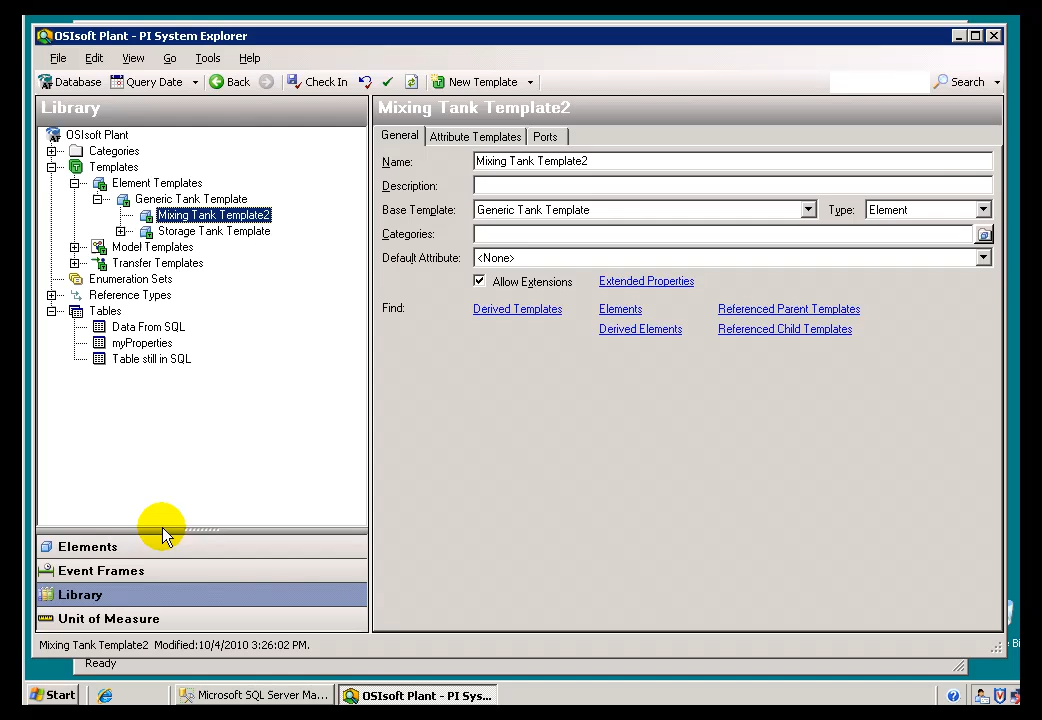 OSIsoft Plant - PI System Explorer
File Edit View Go Tools Help
Database Query Date Back Check In New Template Search
Library
OSIsoft Plant
Categories
Templates
Element Templates
Generic Tank Template
Mixing Tank Template2
Storage Tank Template
Model Templates
Transfer Templates
Enumeration Sets
Reference Types
Tables
Data From SQL
myProperties
Table still in SQL
Elements
Event Frames
Library
Unit of Measure
Mixing Tank Template2
General Attribute Templates Ports
Name: Mixing Tank Template2
Description:
Base Template: Generic Tank Template Type: Element
Categories:
Default Attribute: <None>
Allow Extensions Extended Properties
Find: Derived Templates Elements Referenced Parent Templates
Derived Elements Referenced Child Templates
Mixing Tank Template2 Modified:10/4/2010 3:26:02 PM.
Ready
Start Microsoft SQL Server Ma... OSIsoft Plant - PI Sys...